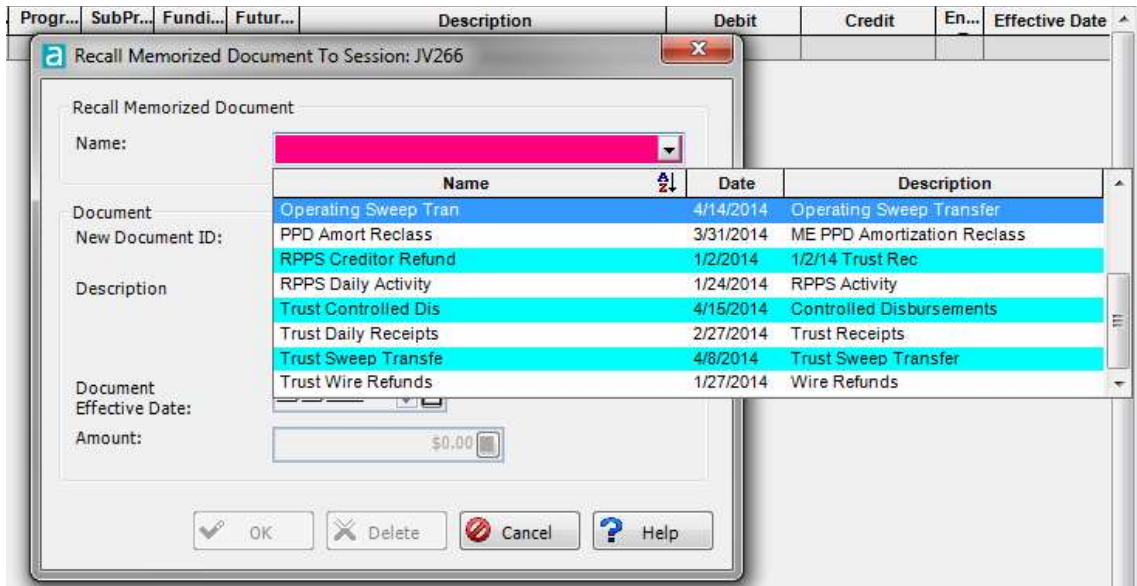 Progr... SubPr... Fundi... Futur... Description Debit Credit En... Effective Date
a Recall Memorized Document To Session: JV266 x
Recall Memorized Document
Name:
Name Date Description
Operating Sweep Tran 4/14/2014 Operating Sweep Transfer
PPD Amort Reclass 3/31/2014 ME PPD Amortization Reclass
RPPS Creditor Refund 1/2/2014 1/2/14 Trust Rec
RPPS Daily Activity 1/24/2014 RPPS Activity
Trust Controlled Dis 4/15/2014 Controlled Disbursements
Trust Daily Receipts 2/27/2014 Trust Receipts
Trust Sweep Transfe 4/8/2014 Trust Sweep Transfer
Trust Wire Refunds 1/27/2014 Wire Refunds
Document
New Document ID:
Description
Document
Effective Date:
Amount: $0.00
OK Delete Cancel ? Help